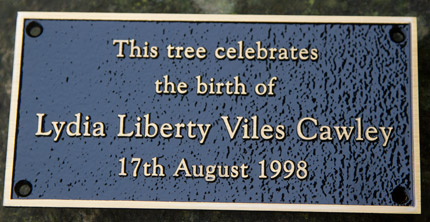 This tree celebrates
the birth of
Lydia Liberty Viles Cawley
17th August 1998